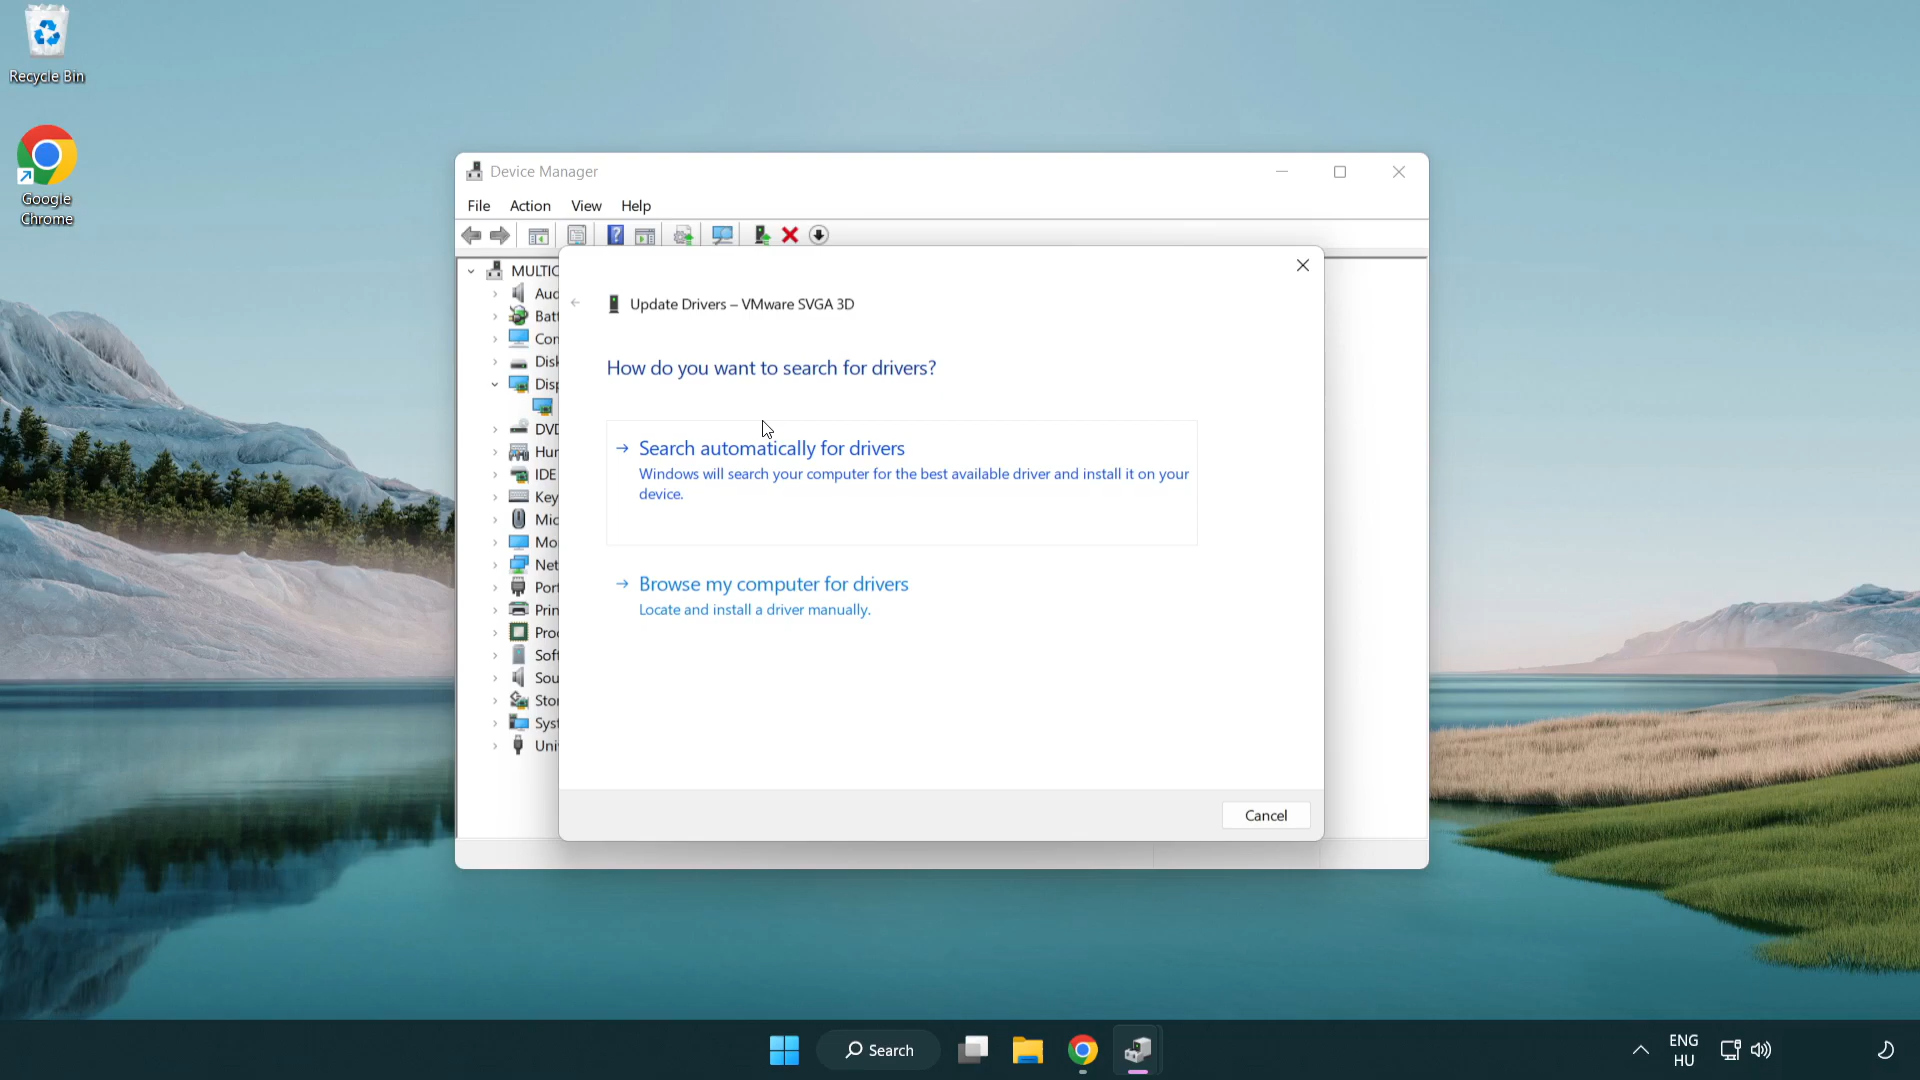 Recycle Bin
Google
Chrome
Device Manager
File Action View Help
MULTIC
Aud
Batt
Com
Disk
Disp
DVD
Hum
IDE
Key
Mic
Mo
Net
Port
Prin
Proc
Soft
Sou
Stor
Syst
Uni
Update Drivers – VMware SVGA 3D
How do you want to search for drivers?
Search automatically for drivers
Windows will search your computer for the best available driver and install it on your
device.
Browse my computer for drivers
Locate and install a driver manually.
Cancel
Search
ENG
HU